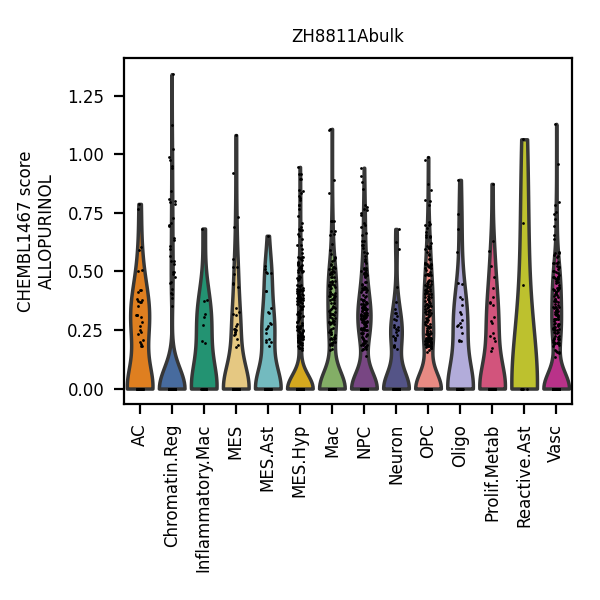 ZH8811Abulk
CHEMBL1467 score
ALLOPURINOL
1.25
1.00
0.75
0.50
0.25
0.00
AC
Chromatin.Reg
Inflammatory.Mac
MES
MES.Ast
MES.Hyp
Mac
NPC
Neuron
OPC
Oligo
Prolif.Metab
Reactive.Ast
Vasc